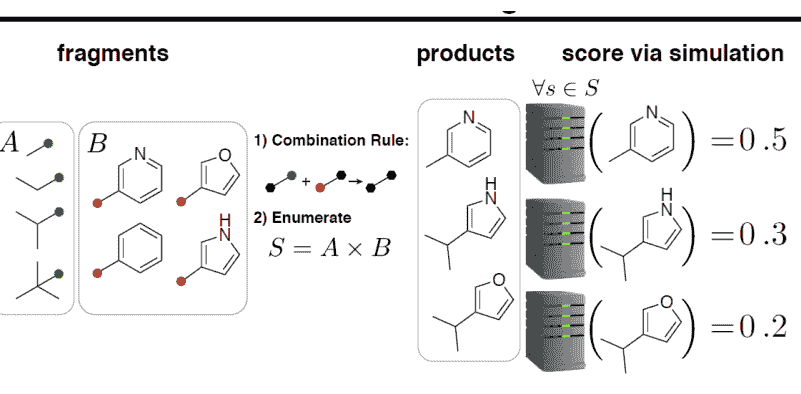 fragments
products
score via simulation
∀s ∈ S
A
B
N
O
H
N
1) Combination Rule:
+ →
2) Enumerate
S = A × B
N
H
N
O
( N ) = 0.5
( H
N ) = 0.3
( O ) = 0.2